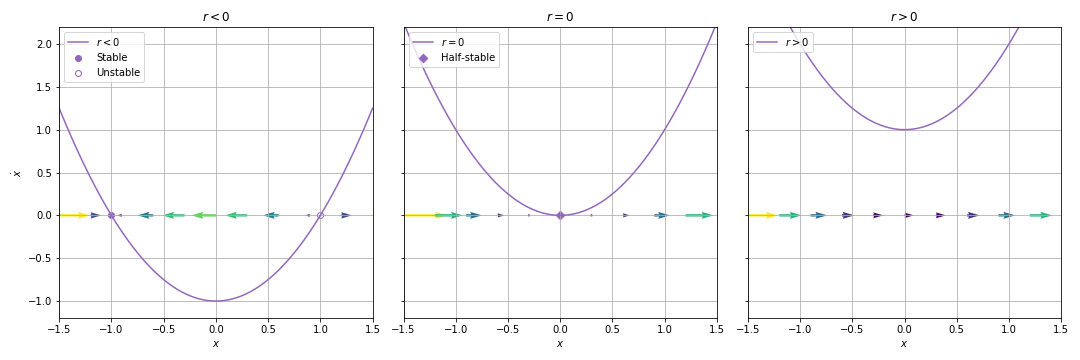 r < 0
r = 0
r > 0
r < 0
Stable
Unstable
r = 0
Half-stable
r > 0
2.0
1.5
1.0
0.5
0.0
−0.5
−1.0
ẋ
−1.5 −1.0 −0.5 0.0 0.5 1.0 1.5
−1.5 −1.0 −0.5 0.0 0.5 1.0 1.5
−1.5 −1.0 −0.5 0.0 0.5 1.0 1.5
x
x
x